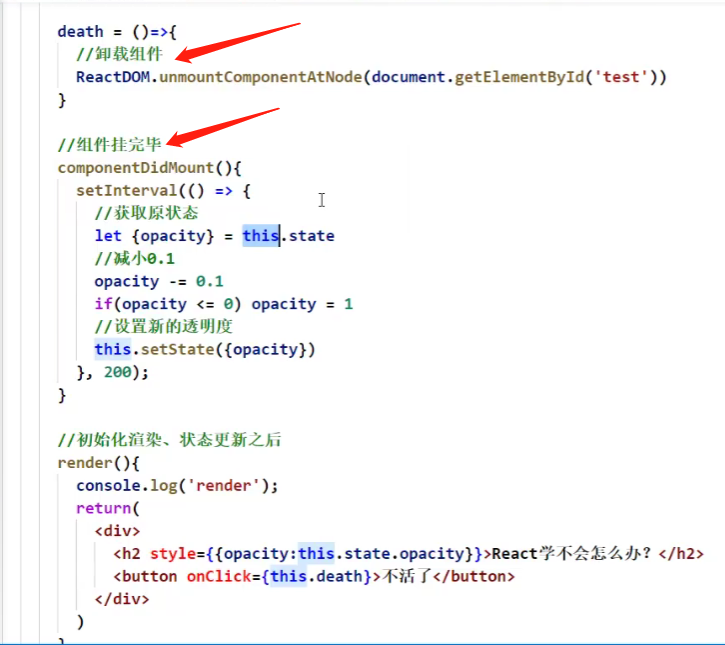 death = ()=>{
//卸载组件
ReactDOM.unmountComponentAtNode(document.getElementById('test'))
}
//组件挂完毕
componentDidMount(){
setInterval(() => {
//获取原状态
let {opacity} = this.state
//减小0.1
opacity -= 0.1
if(opacity <= 0) opacity = 1
//设置新的透明度
this.setState({opacity})
}, 200);
}
//初始化渲染、状态更新之后
render(){
console.log('render');
return(
<div>
<h2 style={{opacity:this.state.opacity}}>React学不会怎么办？</h2>
<button onClick={this.death}>不活了</button>
</div>
)